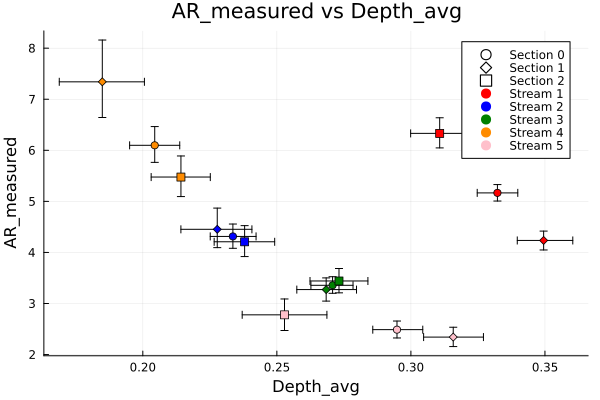 AR_measured vs Depth_avg
8
7
6
5
4
3
2
AR_measured
0.20
0.25
0.30
0.35
Depth_avg
Section 0
Section 1
Section 2
Stream 1
Stream 2
Stream 3
Stream 4
Stream 5